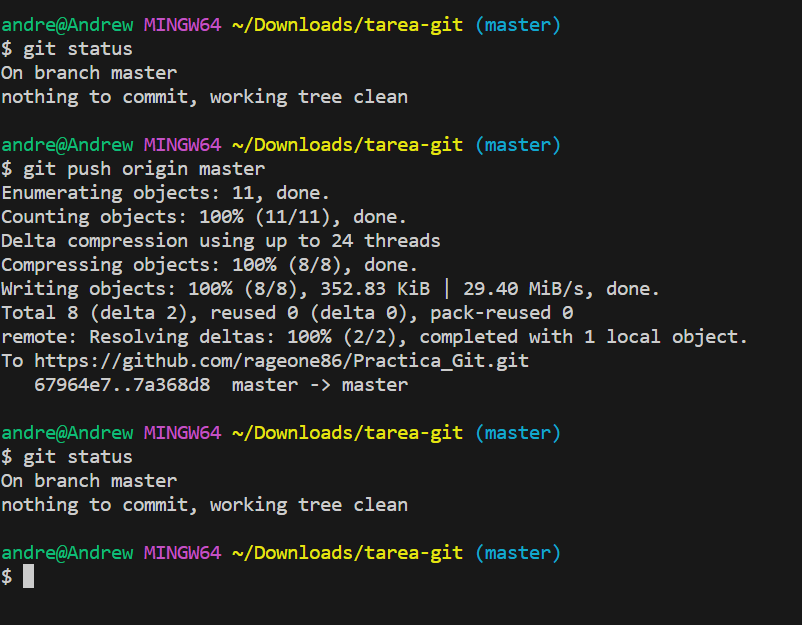 andre@Andrew MINGW64 ~/Downloads/tarea-git (master)
$ git status
On branch master
nothing to commit, working tree clean
andre@Andrew MINGW64 ~/Downloads/tarea-git (master)
$ git push origin master
Enumerating objects: 11, done.
Counting objects: 100% (11/11), done.
Delta compression using up to 24 threads
Compressing objects: 100% (8/8), done.
Writing objects: 100% (8/8), 352.83 KiB | 29.40 MiB/s, done.
Total 8 (delta 2), reused 0 (delta 0), pack-reused 0
remote: Resolving deltas: 100% (2/2), completed with 1 local object.
To https://github.com/rageone86/Practica_Git.git
   67964e7..7a368d8  master -> master
andre@Andrew MINGW64 ~/Downloads/tarea-git (master)
$ git status
On branch master
nothing to commit, working tree clean
andre@Andrew MINGW64 ~/Downloads/tarea-git (master)
$